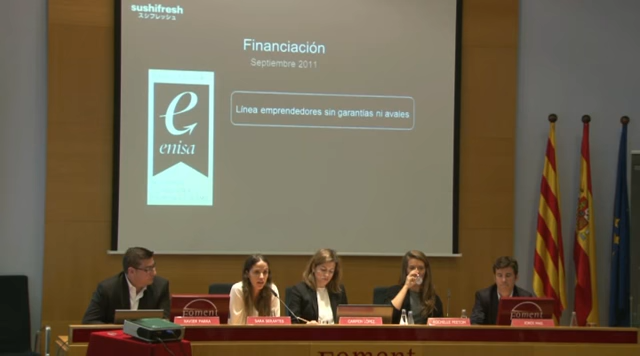 sushifresh
スシフレッシュ
Financiación
Septiembre 2011
e
enisa
Línea emprendedores sin garantías ni avales
Foment
Foment
Foment